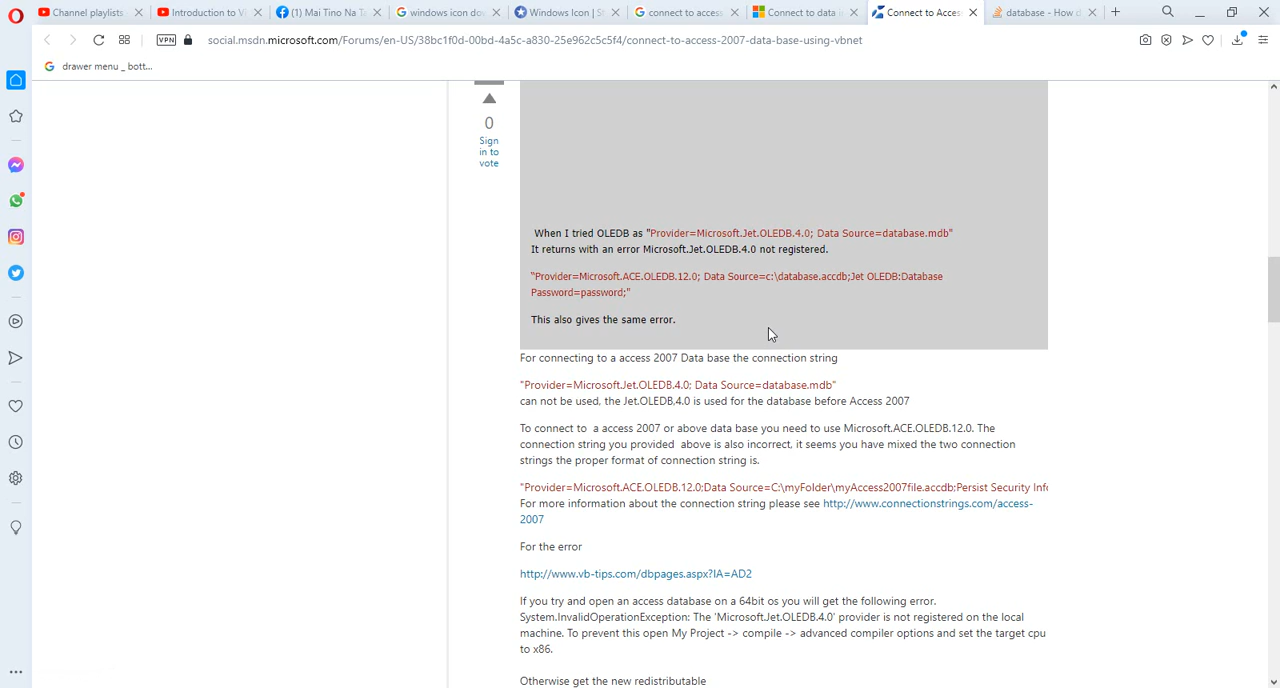 Channel playlists
Introduction to Vi
(1) Mai Tino Na Ta
windows icon dov
Windows Icon | St
connect to access
Connect to data i
Connect to Acces
database - How d
VPN
social.msdn.microsoft.com/Forums/en-US/38bc1f0d-00bd-4a5c-a830-25e962c5c5f4/connect-to-access-2007-data-base-using-vbnet
drawer menu _ bott...
0
Sign
in to
vote
When I tried OLEDB as "Provider=Microsoft.Jet.OLEDB.4.0; Data Source=database.mdb"
It returns with an error Microsoft.Jet.OLEDB.4.0 not registered.
"Provider=Microsoft.ACE.OLEDB.12.0; Data Source=c:\database.accdb;Jet OLEDB:Database
Password=password;"
This also gives the same error.
For connecting to a access 2007 Data base the connection string
"Provider=Microsoft.Jet.OLEDB.4.0; Data Source=database.mdb"
can not be used, the Jet.OLEDB,4.0 is used for the database before Access 2007
To connect to  a access 2007 or above data base you need to use Microsoft.ACE.OLEDB.12.0. The
connection string you provided  above is also incorrect, it seems you have mixed the two connection
strings the proper format of connection string is.
"Provider=Microsoft.ACE.OLEDB.12.0;Data Source=C:\myFolder\myAccess2007file.accdb;Persist Security Info
For more information about the connection string please see http://www.connectionstrings.com/access-
2007
For the error
http://www.vb-tips.com/dbpages.aspx?IA=AD2
If you try and open an access database on a 64bit os you will get the following error.
System.InvalidOperationException: The 'Microsoft.Jet.OLEDB.4.0' provider is not registered on the local
machine. To prevent this open My Project -> compile -> advanced compiler options and set the target cpu
to x86.
Otherwise get the new redistributable